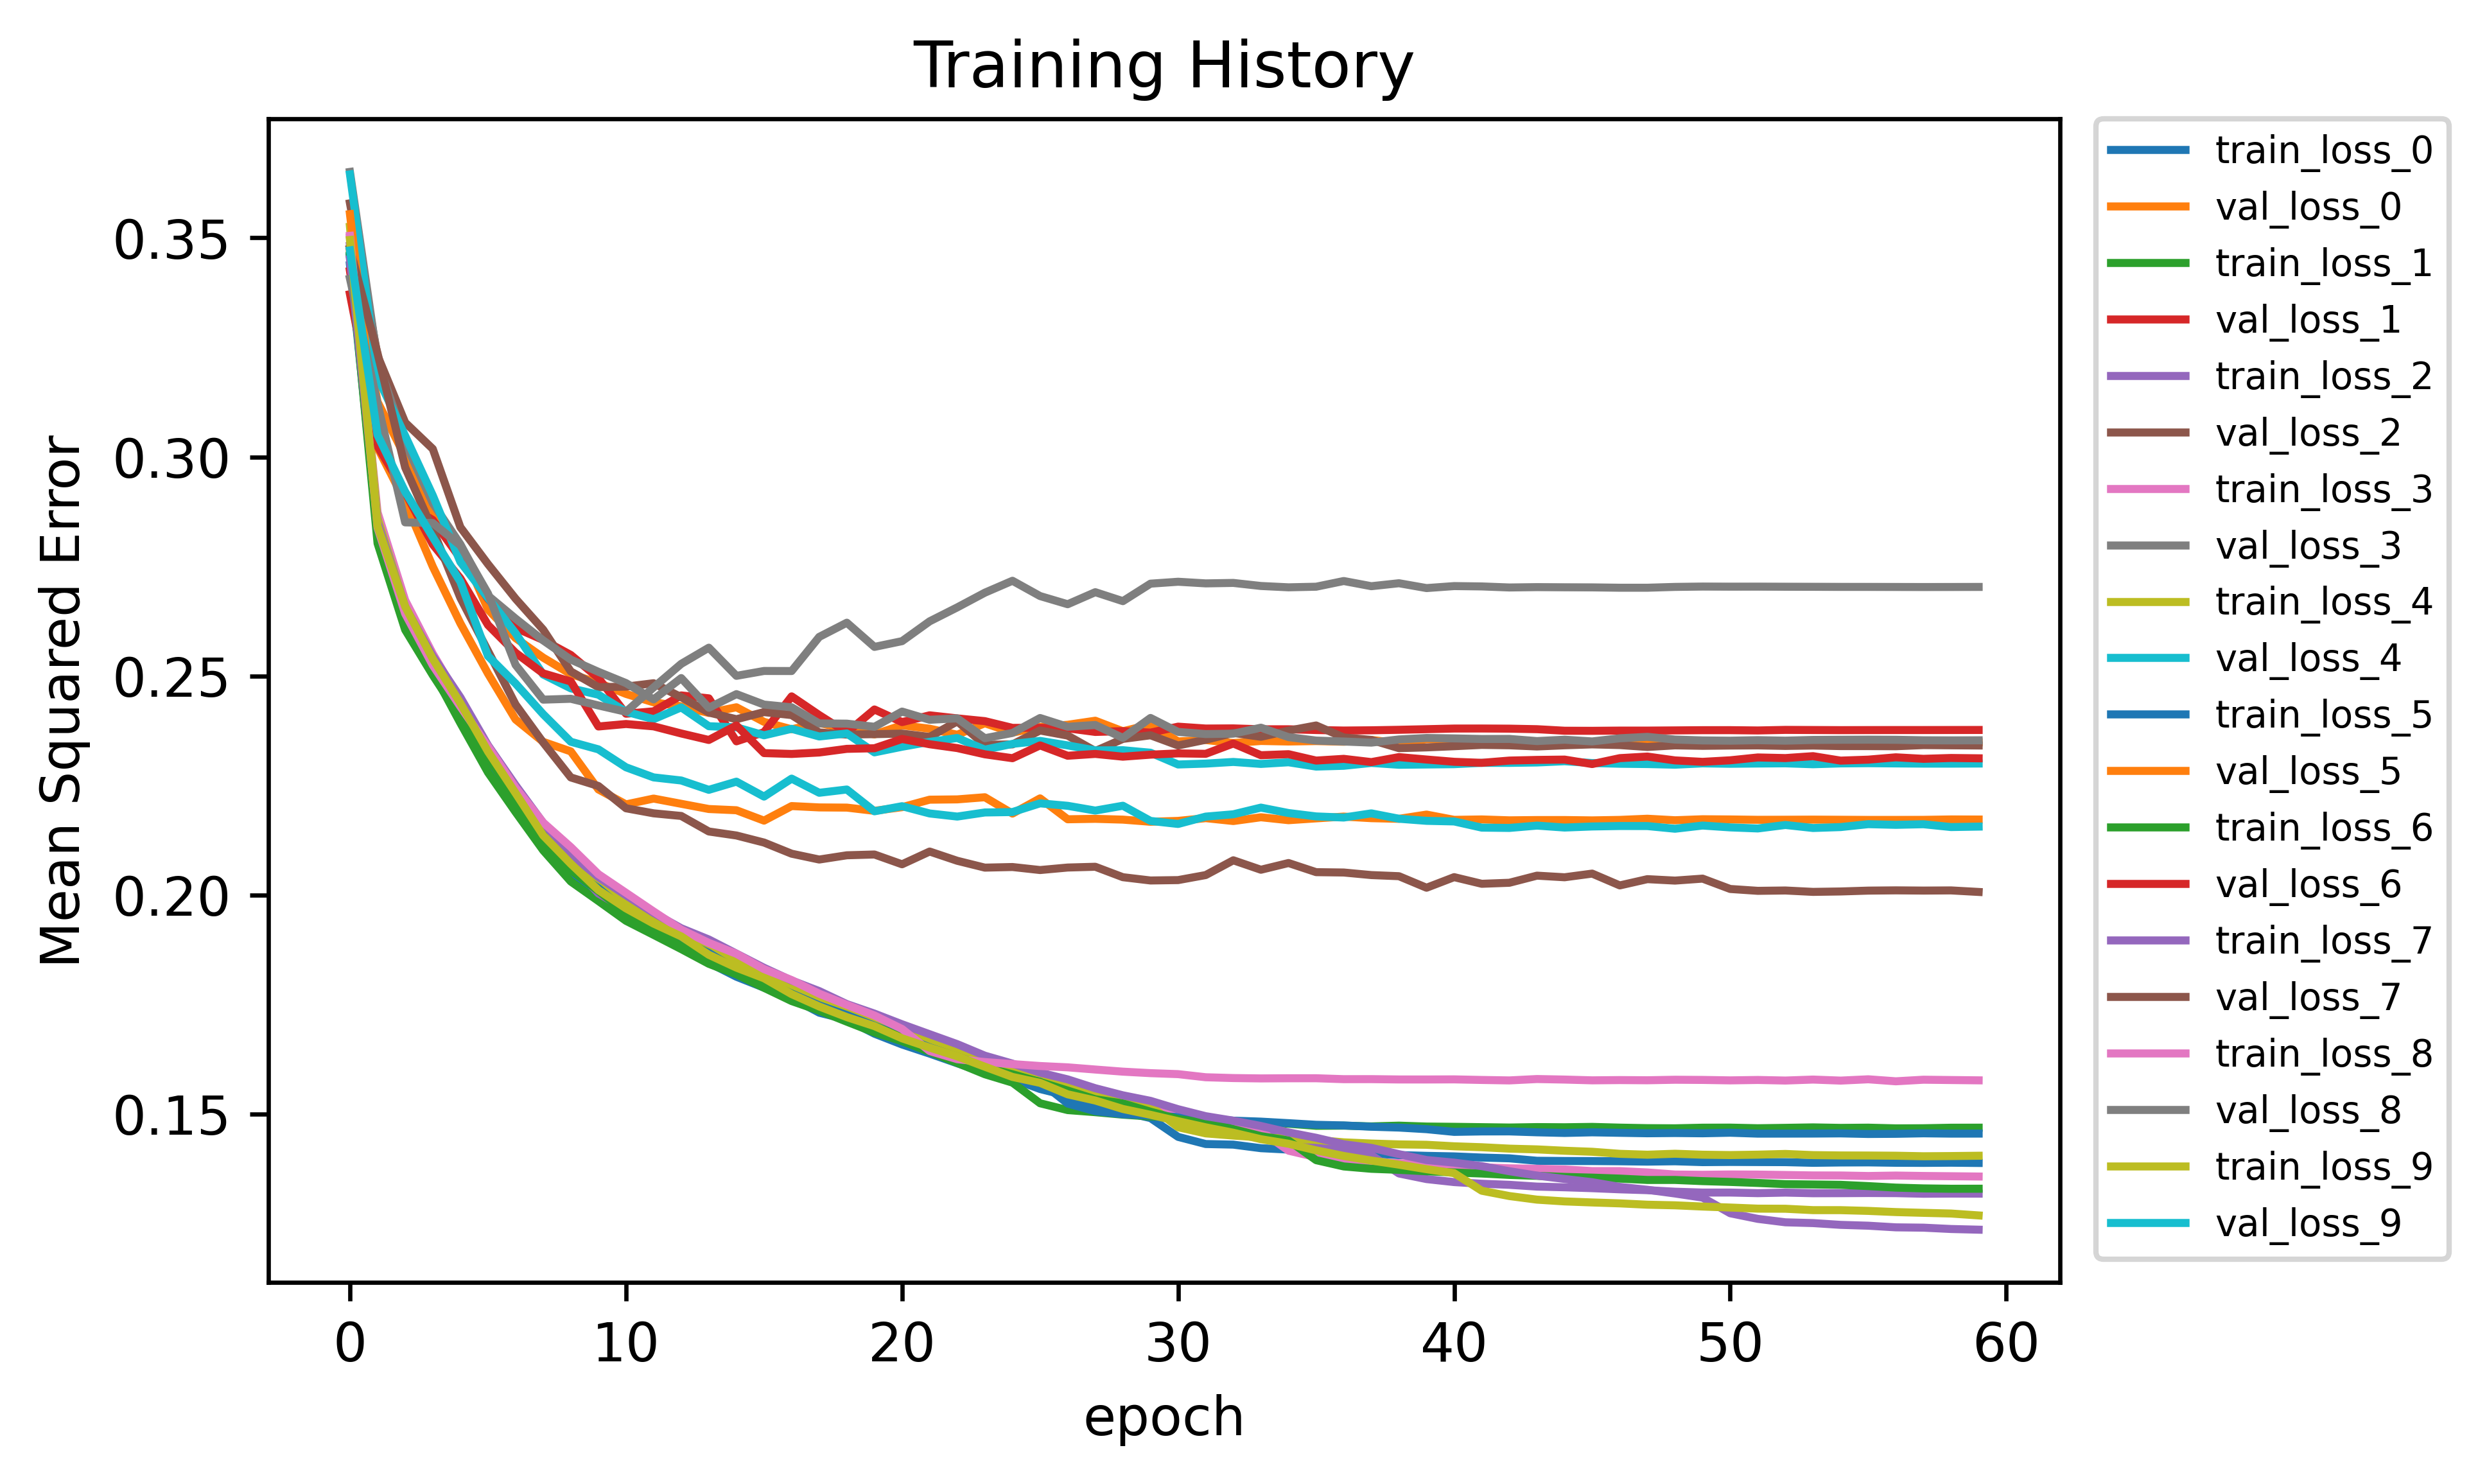 Training History
Mean Squared Error
0.35
0.30
0.25
0.20
0.15
0 10 20 30 40 50 60
epoch
train_loss_0
val_loss_0
train_loss_1
val_loss_1
train_loss_2
val_loss_2
train_loss_3
val_loss_3
train_loss_4
val_loss_4
train_loss_5
val_loss_5
train_loss_6
val_loss_6
train_loss_7
val_loss_7
train_loss_8
val_loss_8
train_loss_9
val_loss_9